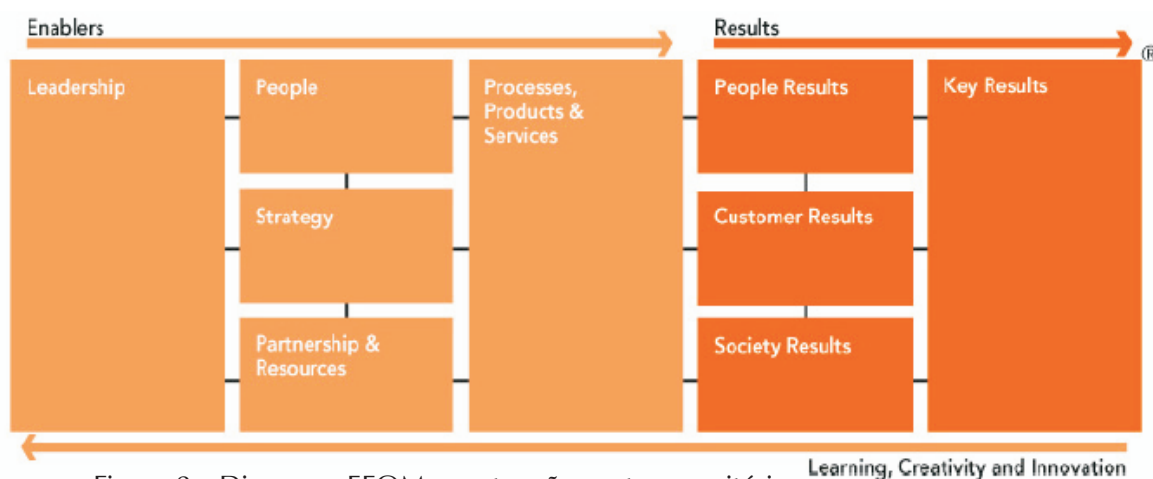 Enablers
Results
®
Leadership
People
Processes,
Products &
Services
People Results
Key Results
Strategy
Customer Results
Partnership &
Resources
Society Results
Learning, Creativity and Innovation